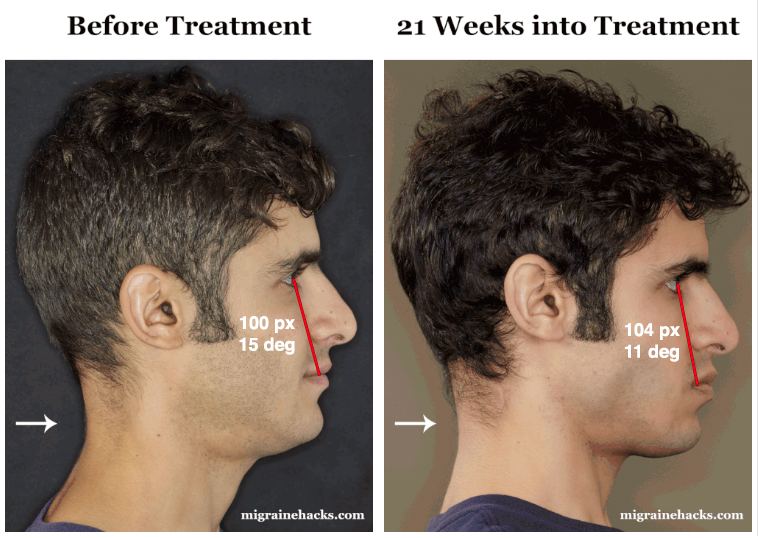 Before Treatment
21 Weeks into Treatment
100 px
15 deg
104 px
11 deg
migrainehacks.com
migrainehacks.com